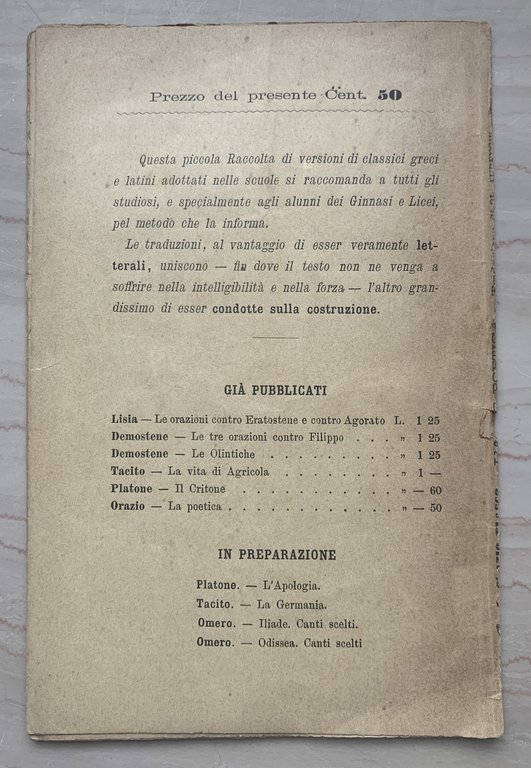 Prezzo del presente Cent. 50
Questa piccola Raccolta di versioni di classici greci
e latini adottati nelle scuole si raccomanda a tutti gli
studiosi, e specialmente agli alunni dei Ginnasi e Licei,
pel metodo che la informa.
Le traduzioni, al vantaggio di esser veramente let-
terali, uniscono — fin dove il testo non ne venga a
soffrire nella intelligibilità e nella forza — l'altro gran-
dissimo di esser condotte sulla costruzione.
GIÀ PUBBLICATI
Lisia — Le orazioni contro Eratostene e contro Agorato L. 1 25
Demostene — Le tre orazioni contro Filippo . . . „ 1 25
Demostene — Le Olintiche . . . . . . . . . . „ 1 25
Tacito — La vita di Agricola . . . . . . . . . „ 1 —
Platone — Il Critone . . . . . . . . . . . . „ — 60
Orazio — La poetica . . . . . . . . . . . . „ — 50
IN PREPARAZIONE
Platone. — L'Apologia.
Tacito. — La Germania.
Omero. — Iliade. Canti scelti.
Omero. — Odissea. Canti scelti